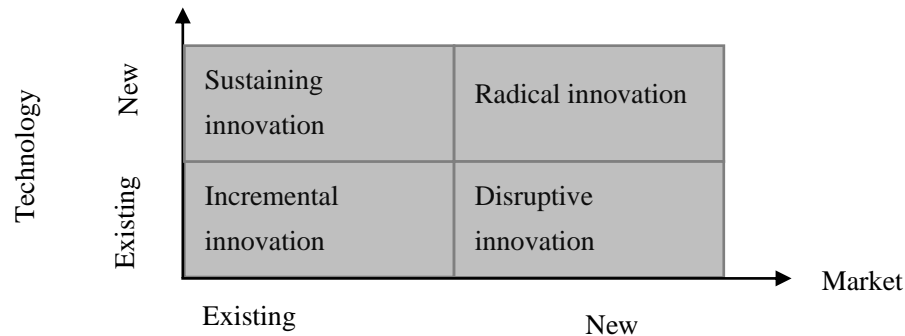 Technology
New
Existing
Sustaining
innovation
Radical innovation
Incremental
innovation
Disruptive
innovation
Market
Existing
New